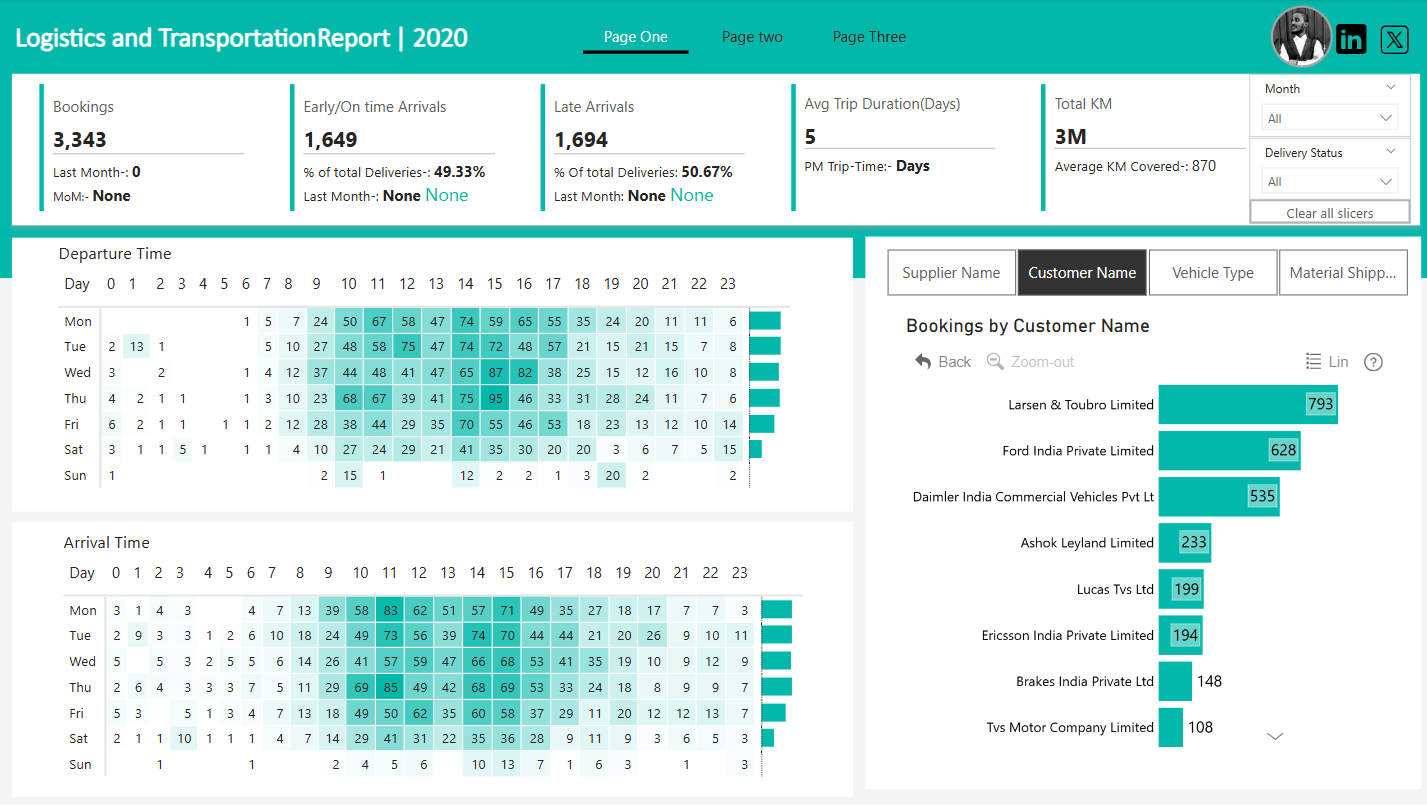 Logistics and TransportationReport | 2020
Page One
Page two
Page Three
in
X
Bookings
3,343
Last Month-: 0
MoM:- None
Early/On time Arrivals
1,649
% of total Deliveries-: 49.33%
Last Month-: None None
Late Arrivals
1,694
% Of total Deliveries: 50.67%
Last Month: None None
Avg Trip Duration(Days)
5
PM Trip-Time:- Days
Total KM
3M
Average KM Covered-: 870
Month
All
Delivery Status
All
Clear all slicers
Departure Time
Day 0 1 2 3 4 5 6 7 8 9 10 11 12 13 14 15 16 17 18 19 20 21 22 23
Mon 1 5 7 24 50 67 58 47 74 59 65 55 35 24 20 11 11 6
Tue 2 13 1 5 10 27 48 58 75 47 74 72 48 57 21 15 21 15 7 8
Wed 3 2 1 4 12 37 44 48 41 47 65 87 82 38 25 15 12 16 10 8
Thu 4 2 1 1 1 3 10 23 68 67 39 41 75 95 46 33 31 28 24 11 7 6
Fri 6 2 1 1 1 1 2 12 28 38 44 29 35 70 55 46 53 18 23 13 12 10 14
Sat 3 1 1 5 1 1 1 4 10 27 24 29 21 41 35 30 20 20 3 6 7 5 15
Sun 1 2 15 1 12 2 2 1 3 20 2 2
Arrival Time
Day 0 1 2 3 4 5 6 7 8 9 10 11 12 13 14 15 16 17 18 19 20 21 22 23
Mon 3 1 4 3 4 7 13 39 58 83 62 51 57 71 49 35 27 18 17 7 7 3
Tue 2 9 3 3 1 2 6 10 18 24 49 73 56 39 74 70 44 44 21 20 26 9 10 11
Wed 5 5 3 2 5 5 6 14 26 41 57 59 47 66 68 53 41 35 19 10 9 12 9
Thu 2 6 4 3 3 3 7 5 11 29 69 85 49 42 68 69 53 33 24 18 8 9 9 7
Fri 5 3 5 1 3 4 7 13 18 49 50 62 35 60 58 37 29 11 20 12 12 13 7
Sat 2 1 1 10 1 1 1 4 7 14 29 41 31 22 35 36 28 9 11 9 3 6 5 3
Sun 1 1 2 4 5 6 10 13 7 1 6 3 1 3
Supplier Name
Customer Name
Vehicle Type
Material Shipp...
Bookings by Customer Name
Back
Zoom-out
Lin
?
Larsen & Toubro Limited 793
Ford India Private Limited 628
Daimler India Commercial Vehicles Pvt Lt 535
Ashok Leyland Limited 233
Lucas Tvs Ltd 199
Ericsson India Private Limited 194
Brakes India Private Ltd 148
Tvs Motor Company Limited 108